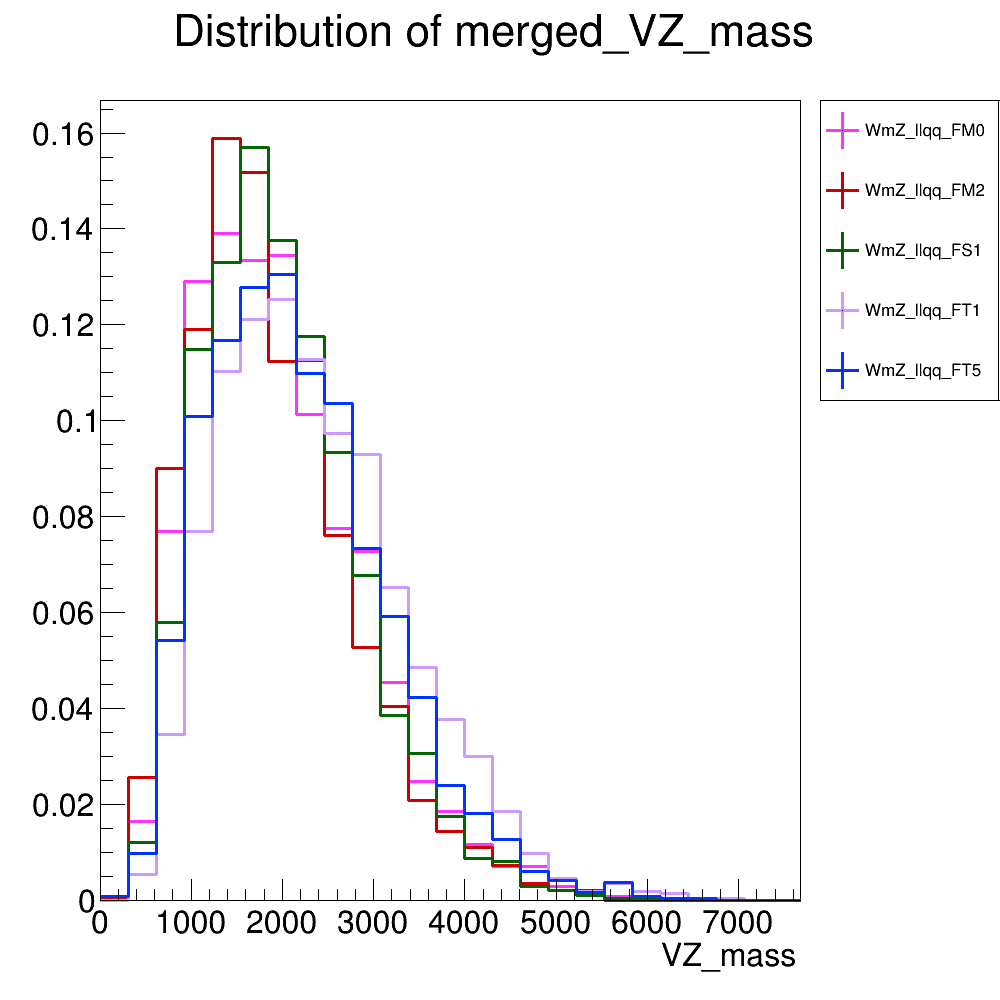 Distribution of merged_VZ_mass
0.16
0.14
0.12
0.1
0.08
0.06
0.04
0.02
0
0 1000 2000 3000 4000 5000 6000 7000
VZ_mass
WmZ_llqq_FM0
WmZ_llqq_FM2
WmZ_llqq_FS1
WmZ_llqq_FT1
WmZ_llqq_FT5